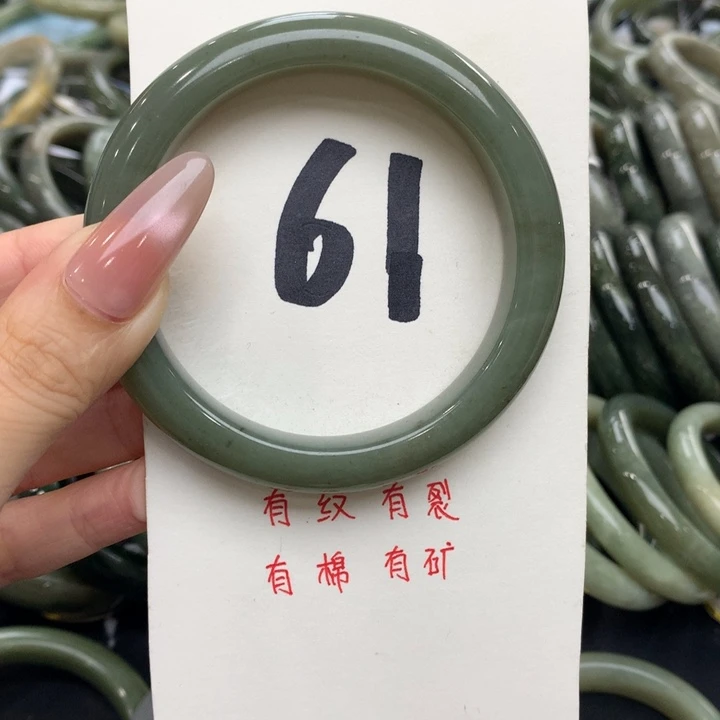 61
有纹 有裂
有棉 有矿